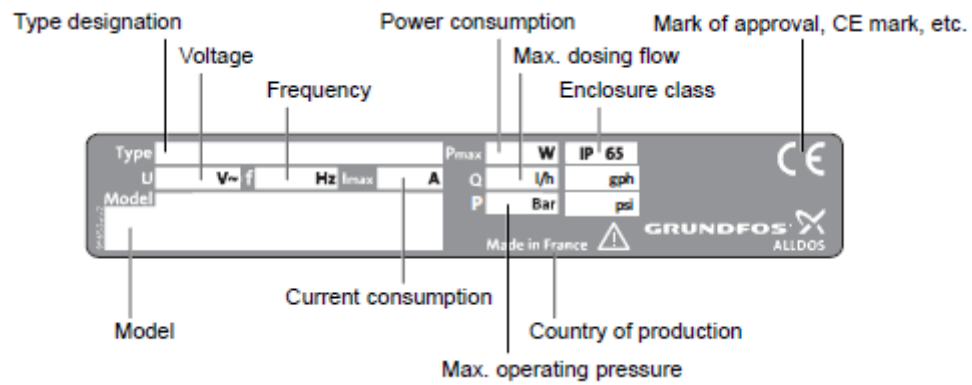 Type designation
Power consumption
Mark of approval, CE mark, etc.
Voltage
Max. dosing flow
Frequency
Enclosure class
Type Pmax W IP 65 CE
U V~ f Hz Imax A Q l/h gph
Model P Bar psi
GRUNDFOS
Made in France ALLDOS
Current consumption
Model
Country of production
Max. operating pressure